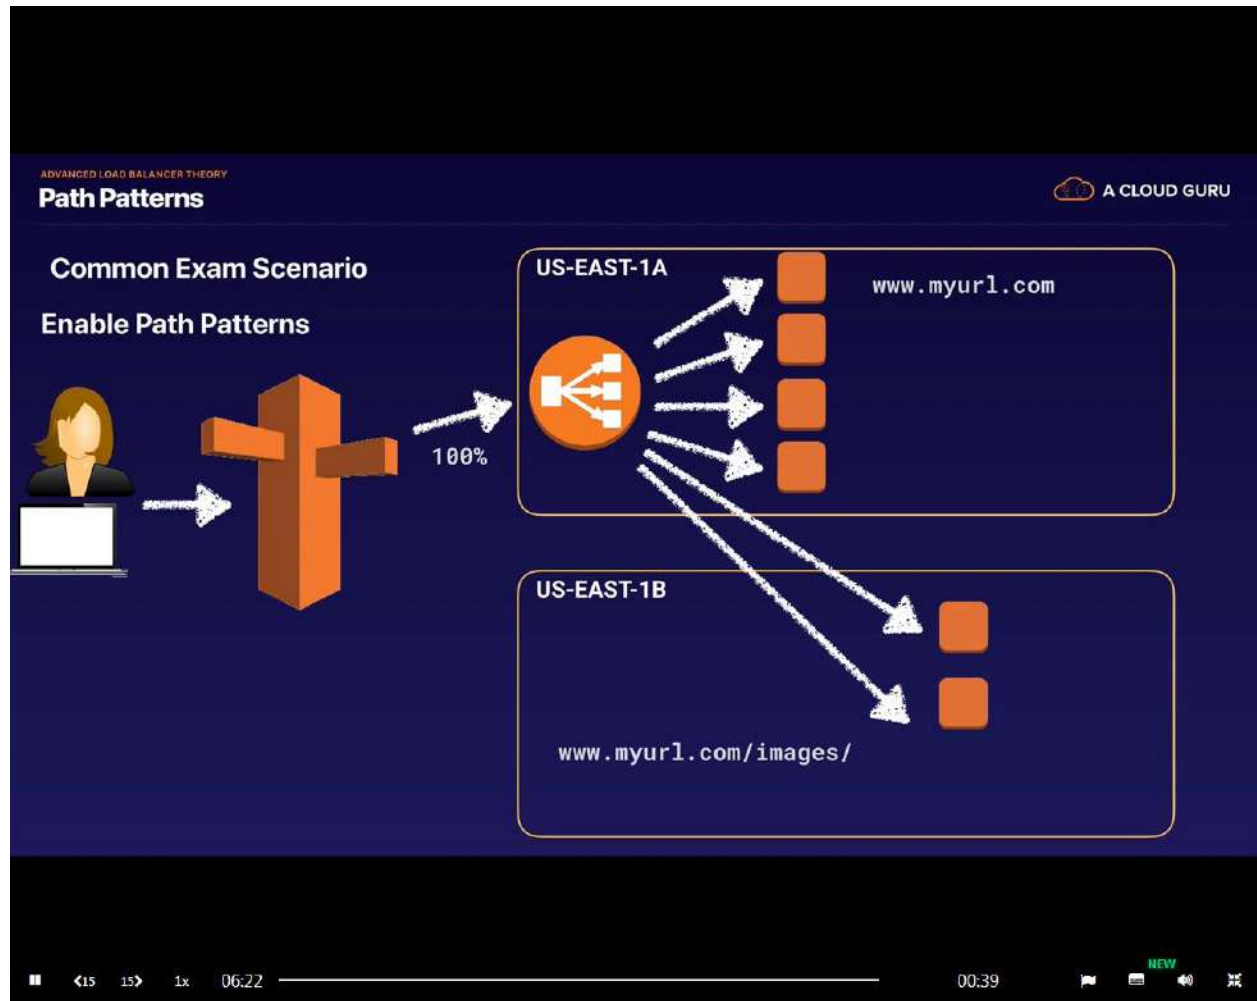 ADVANCED LOAD BALANCER THEORY
Path Patterns
A CLOUD GURU
Common Exam Scenario
Enable Path Patterns
100%
US-EAST-1A
www.myurl.com
US-EAST-1B
www.myurl.com/images/
15 15 1x 06:22 00:39 NEW